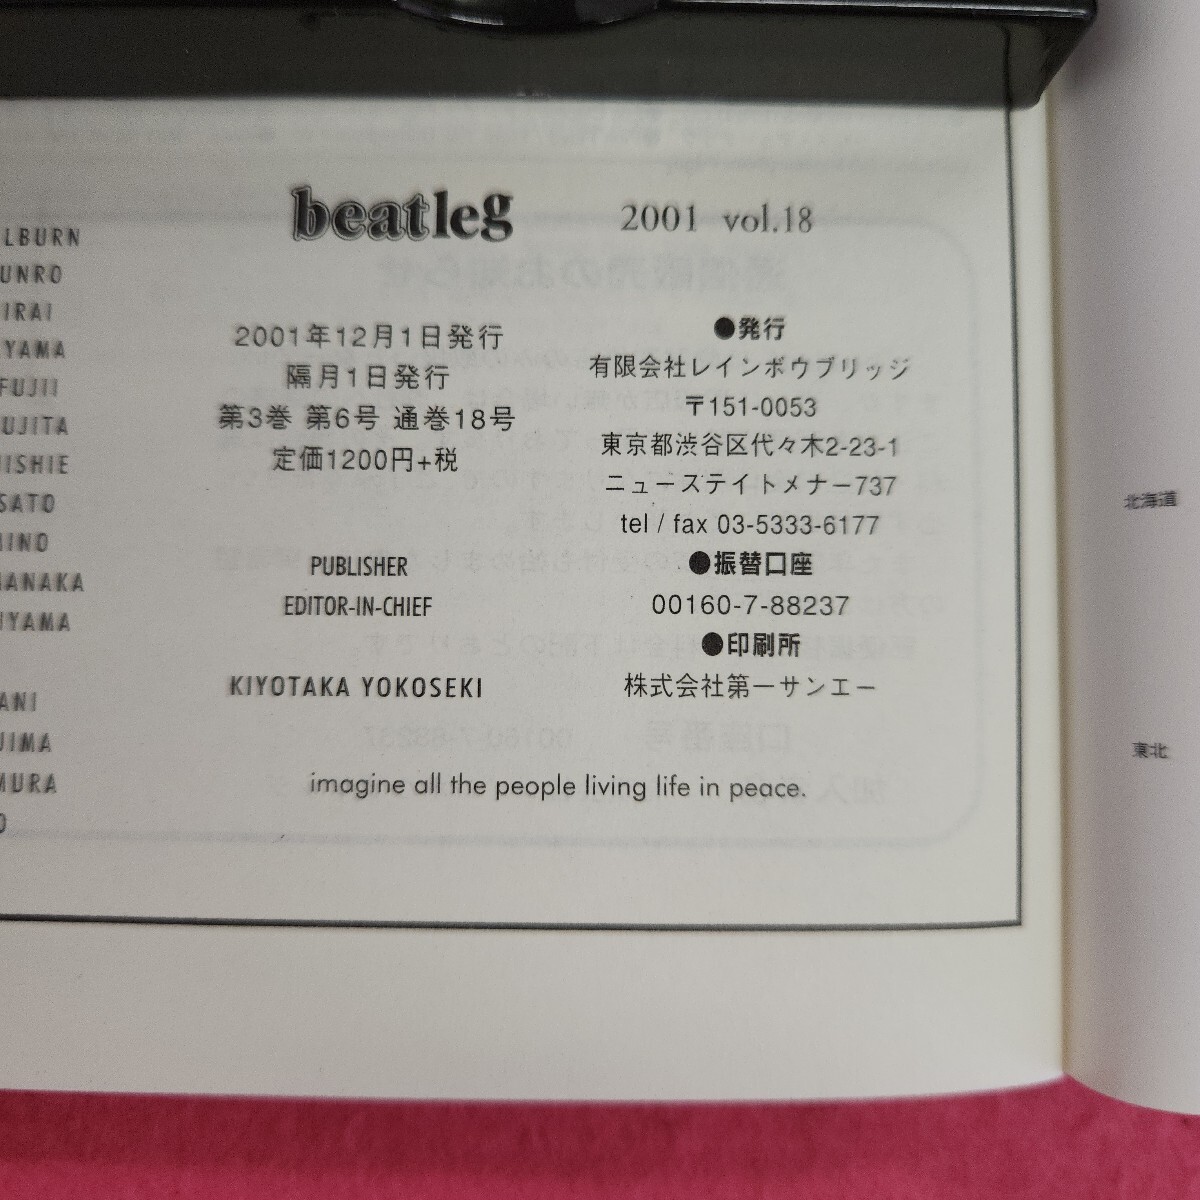 beatleg 2001 vol.18
LBURN
UNRO
IRAI
YAMA
FUJII
UJITA
ISHIE
SATO
INO
ANAKA
YAMA
ANI
JIMA
MURA
O
2001年12月1日発行
隔月1日発行
第3巻 第6号 通巻18号
定価1200円+税
PUBLISHER
EDITOR-IN-CHIEF
KIYOTAKA YOKOSEKI
●発行
有限会社レインボウブリッジ
〒151-0053
東京都渋谷区代々木2-23-1
ニューステイトメナー737
tel / fax 03-5333-6177
●振替口座
00160-7-88237
●印刷所
株式会社第一サンエー
imagine all the people living life in peace.
北海道
東北